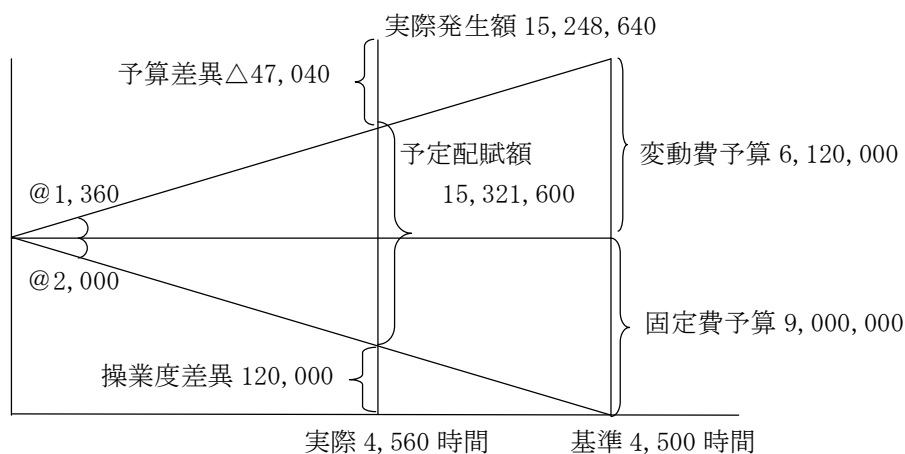 実際発生額 15,248,640
予算差異△47,040
予定配賦額
15,321,600
変動費予算 6,120,000
@1,360
@2,000
固定費予算 9,000,000
操業度差異 120,000
実際 4,560 時間
基準 4,500 時間